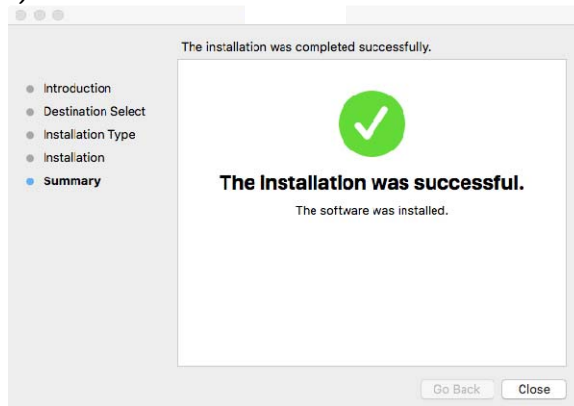 The installation was completed successfully.
Introduction
Destination Select
Installation Type
Installation
Summary
The installation was successful.
The software was installed.
Go Back
Close